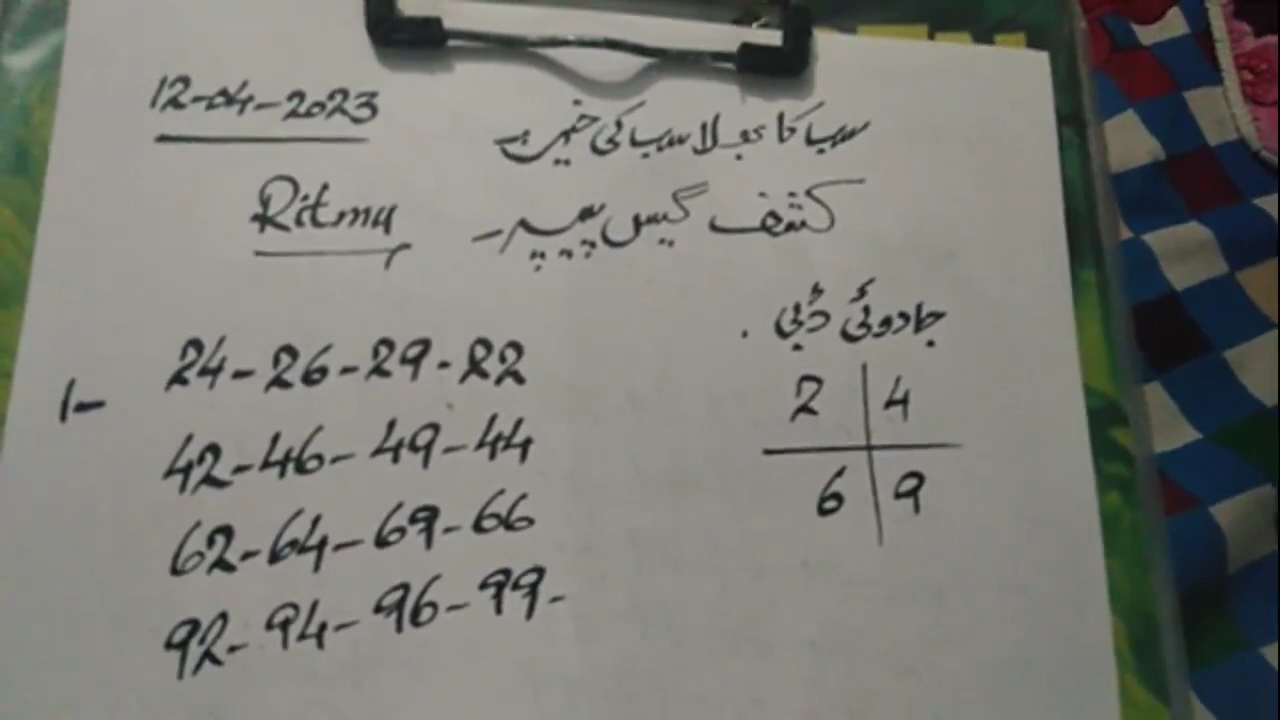 12-04-2023
سب کا بھلا سب کی خیر ہے
Ritmu
کشف گیس پیپر -
جادوئی ڈبی .
2 4
6 9
1- 24-26-29-22
42-46-49-44
62-64-69-66
92-94-96-99-